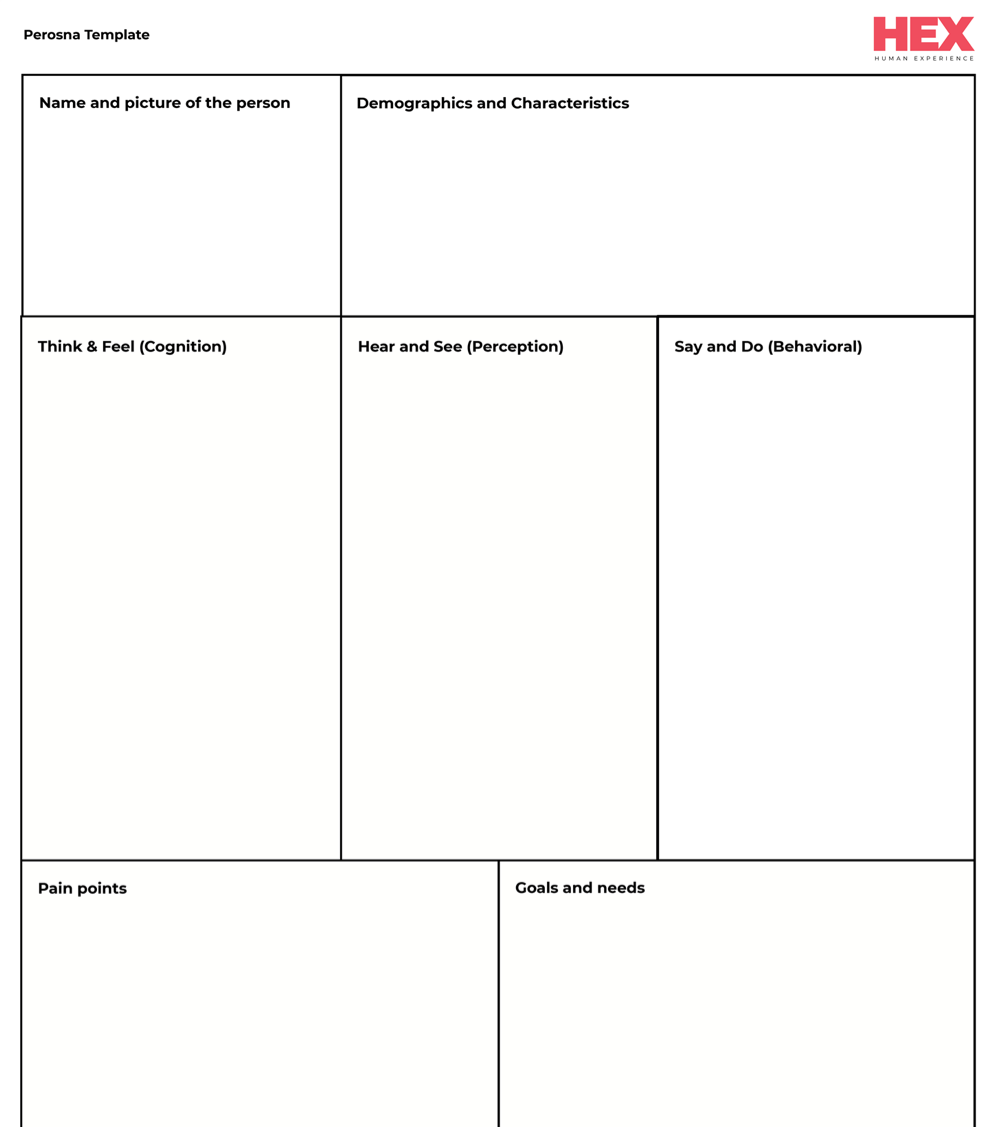 Perosna Template
HEX
HUMAN EXPERIENCE
Name and picture of the person
Demographics and Characteristics
Think & Feel (Cognition)
Hear and See (Perception)
Say and Do (Behavioral)
Pain points
Goals and needs